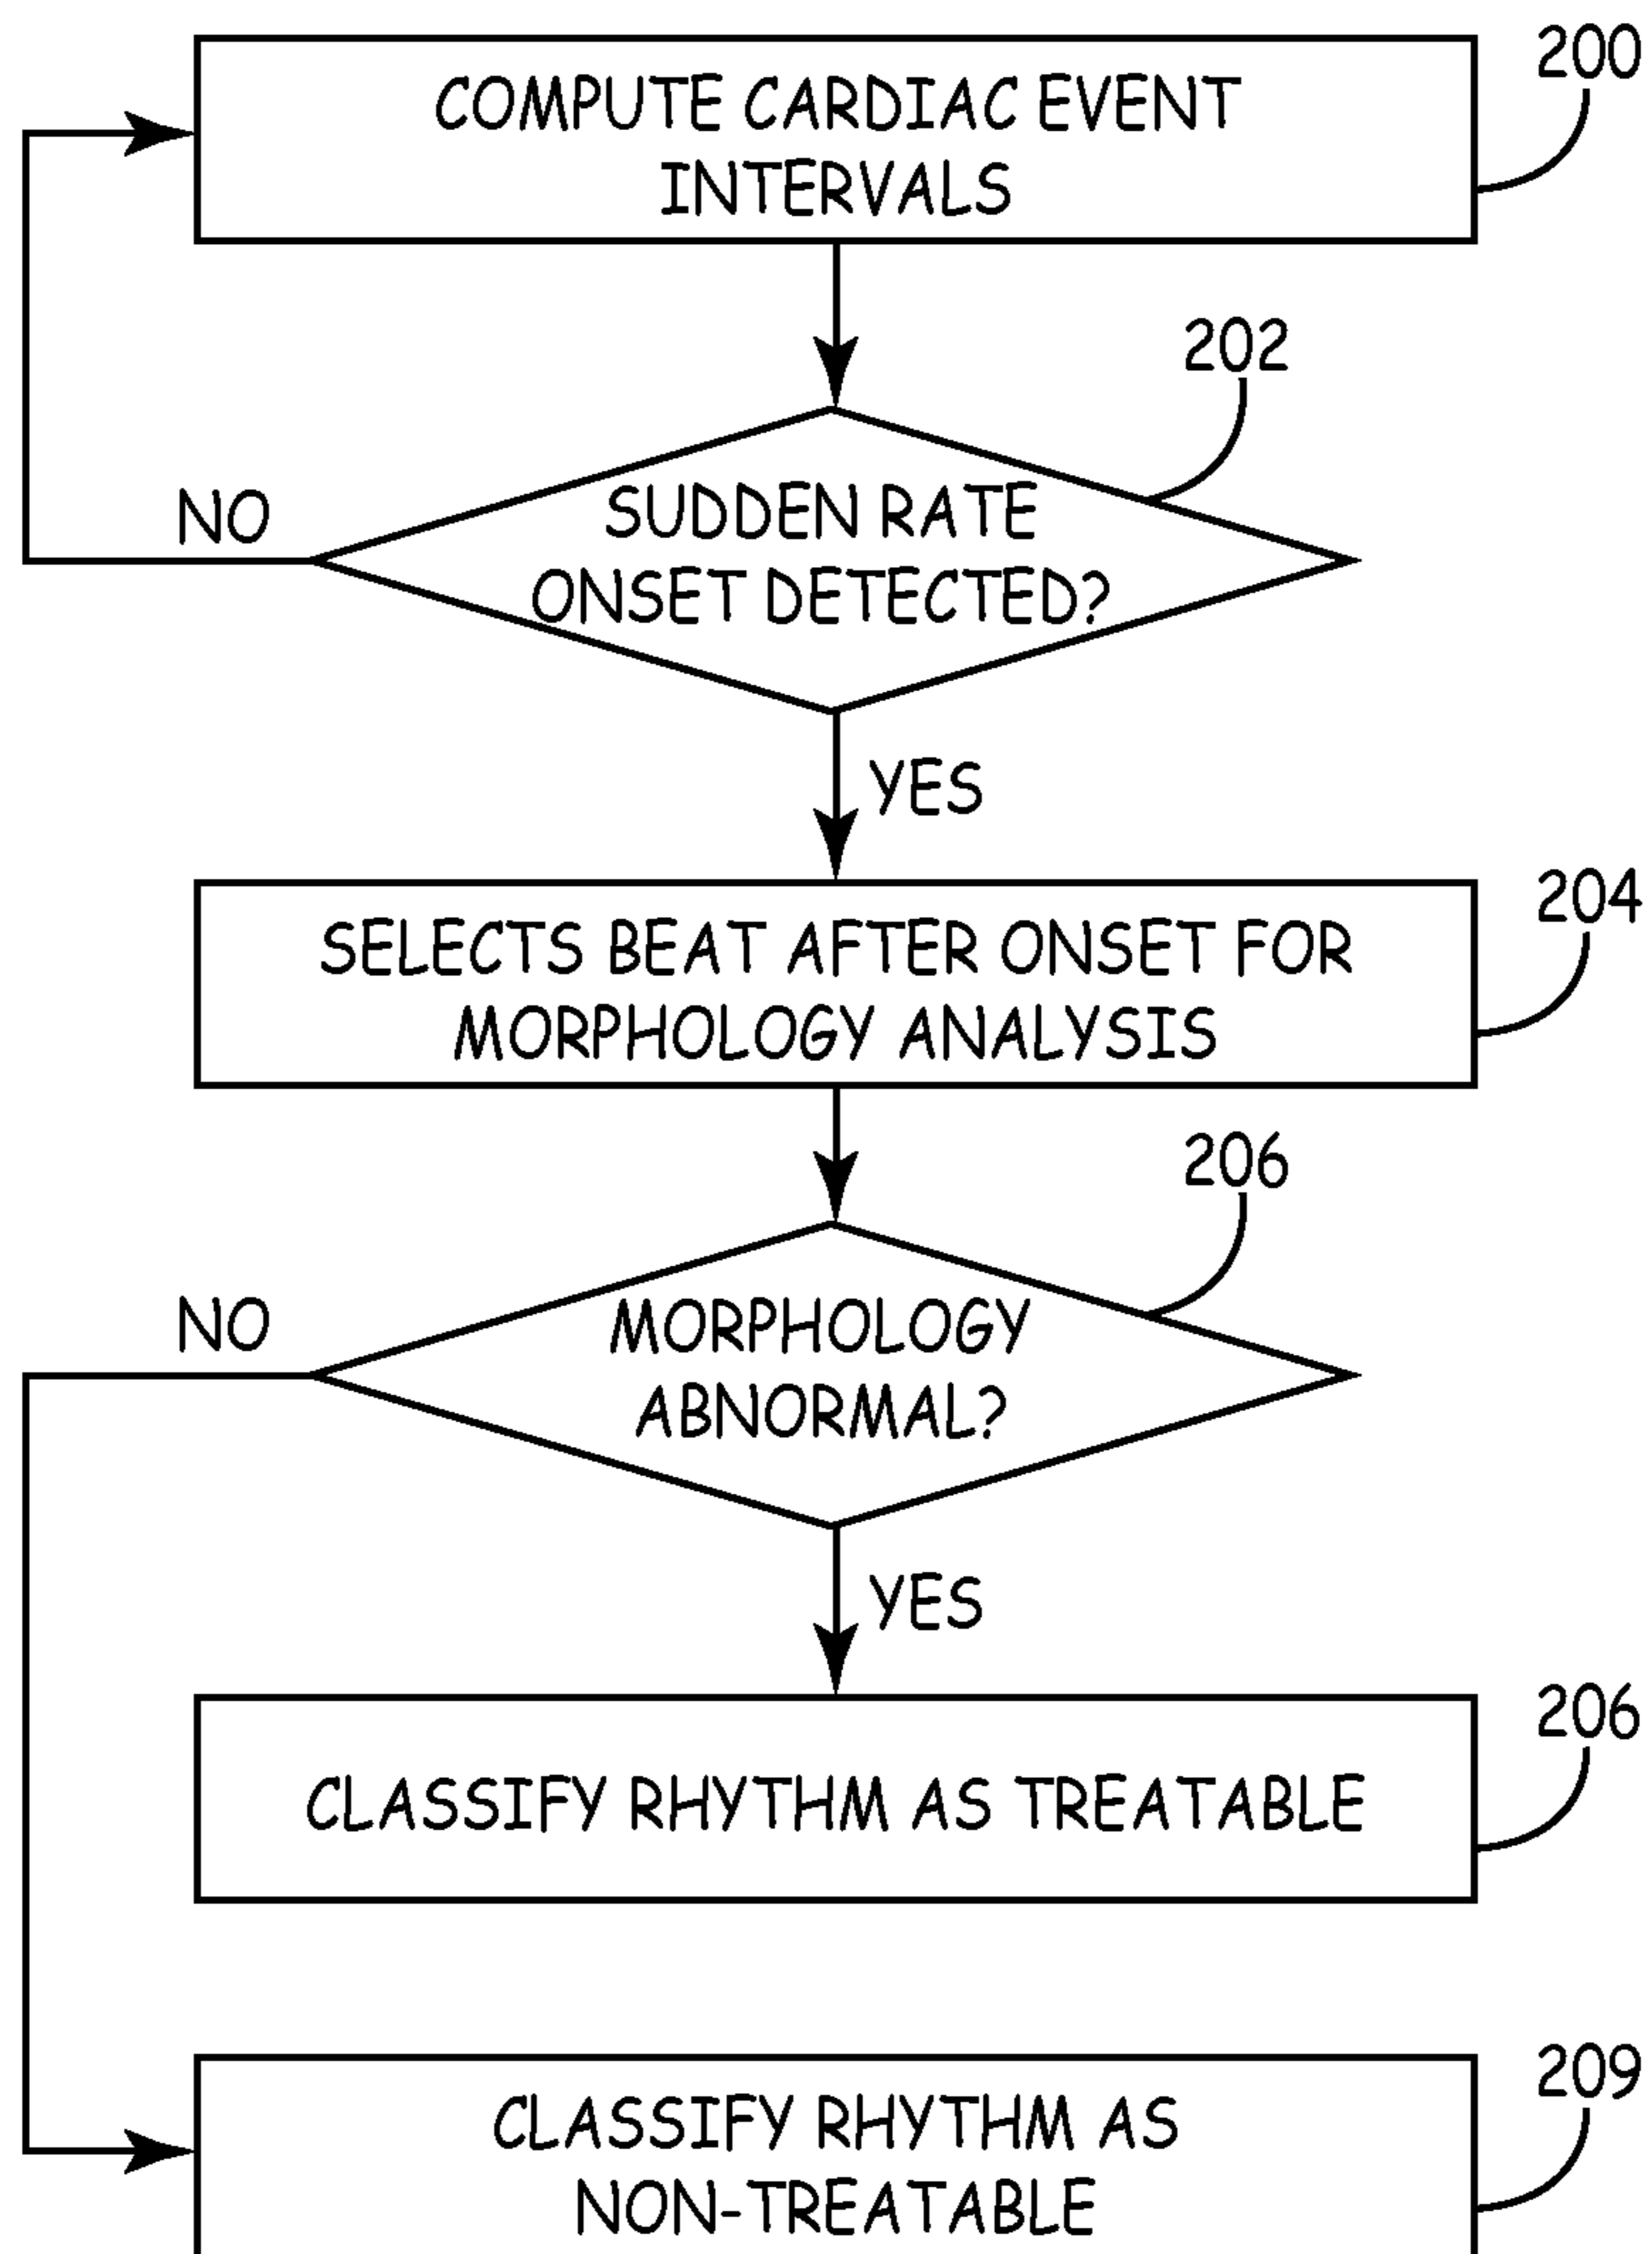 200
COMPUTE CARDIAC EVENT
INTERVALS
202
NO
SUDDEN RATE
ONSET DETECTED?
YES
204
SELECTS BEAT AFTER ONSET FOR
MORPHOLOGY ANALYSIS
206
NO
MORPHOLOGY
ABNORMAL?
YES
206
CLASSIFY RHYTHM AS TREATABLE
209
CLASSIFY RHYTHM AS
NON-TREATABLE